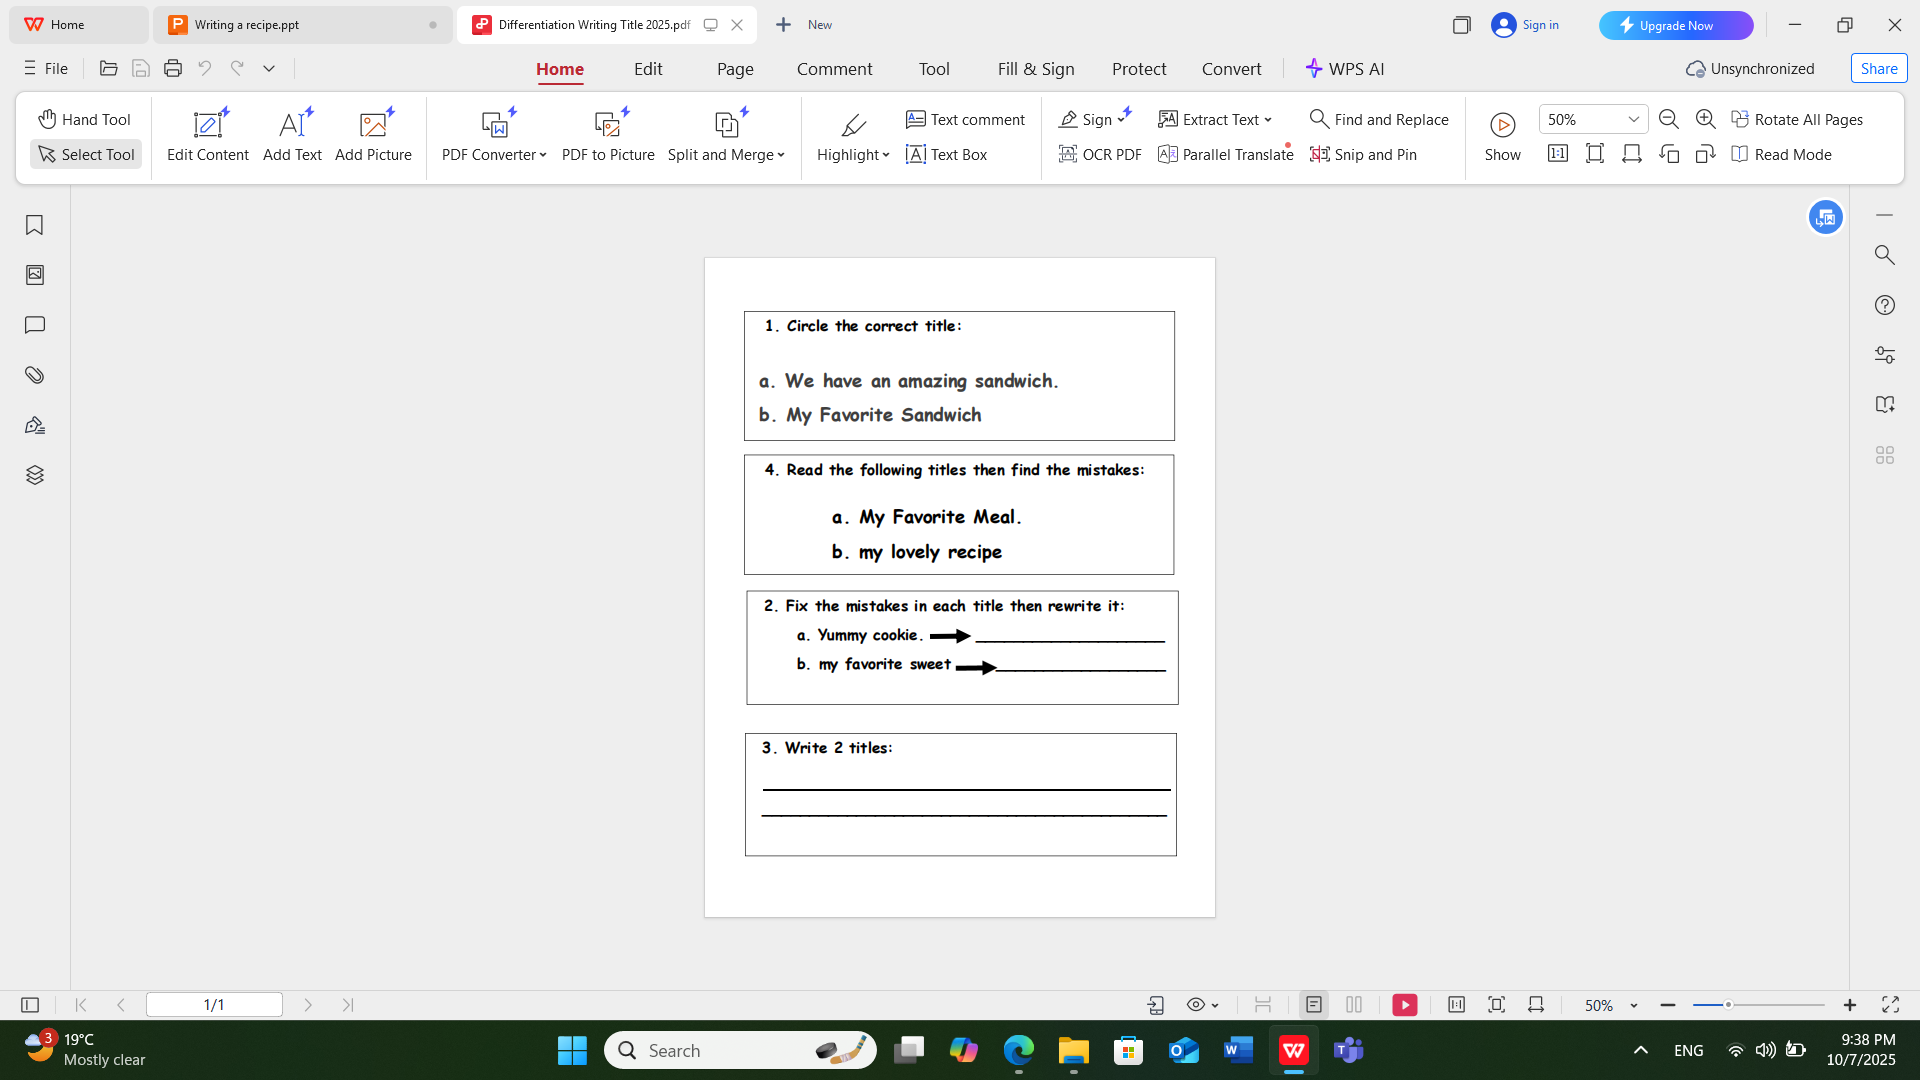 Home
Writing a recipe.ppt
Differentiation Writing Title 2025.pdf
New
Sign in
Upgrade Now
File
Home
Edit
Page
Comment
Tool
Fill & Sign
Protect
Convert
WPS AI
Unsynchronized
Share
Hand Tool
Select Tool
Edit Content
Add Text
Add Picture
PDF Converter
PDF to Picture
Split and Merge
Highlight
Text comment
Text Box
Sign
OCR PDF
Extract Text
Parallel Translate
Find and Replace
Snip and Pin
Show
50%
1:1
Rotate All Pages
Read Mode
1. Circle the correct title:
a. We have an amazing sandwich.
b. My Favorite Sandwich
4. Read the following titles then find the mistakes:
a. My Favorite Meal.
b. my lovely recipe
2. Fix the mistakes in each title then rewrite it:
a. Yummy cookie. ____________________
b. my favorite sweet ____________________
3. Write 2 titles:
1/1
50%
3
19°C
Mostly clear
Search
ENG
9:38 PM
10/7/2025